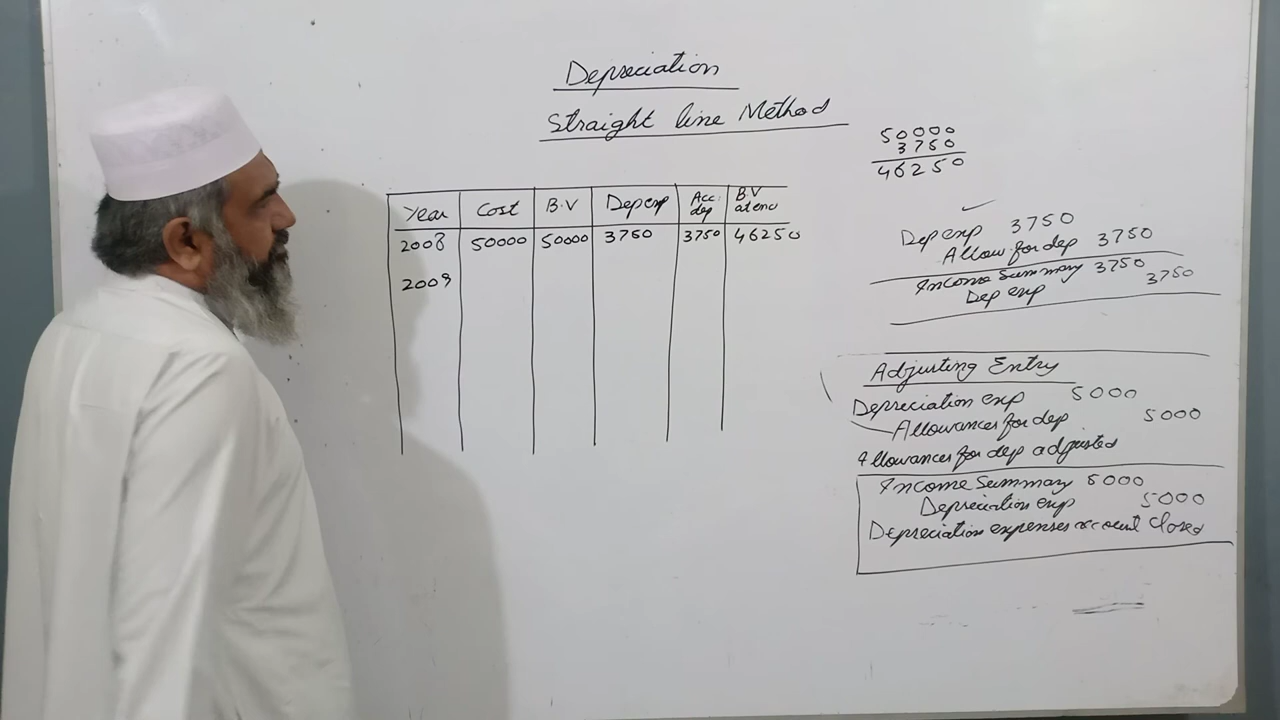 Depreciation
Straight line Method
50000
3750
46250
Year Cost B.V Dep exp Acc: dep B V at end
2008 50000 50000 3750 3750 46250
2009
Dep exp 3750
Allow for dep 3750
Income Summary 3750
Dep exp 3750
Adjusting Entry
Depreciation exp 5000
Allowances for dep 5000
Allowances for dep adjusted
Income Summary 5000
Depreciation exp 5000
Depreciation expenses account closed